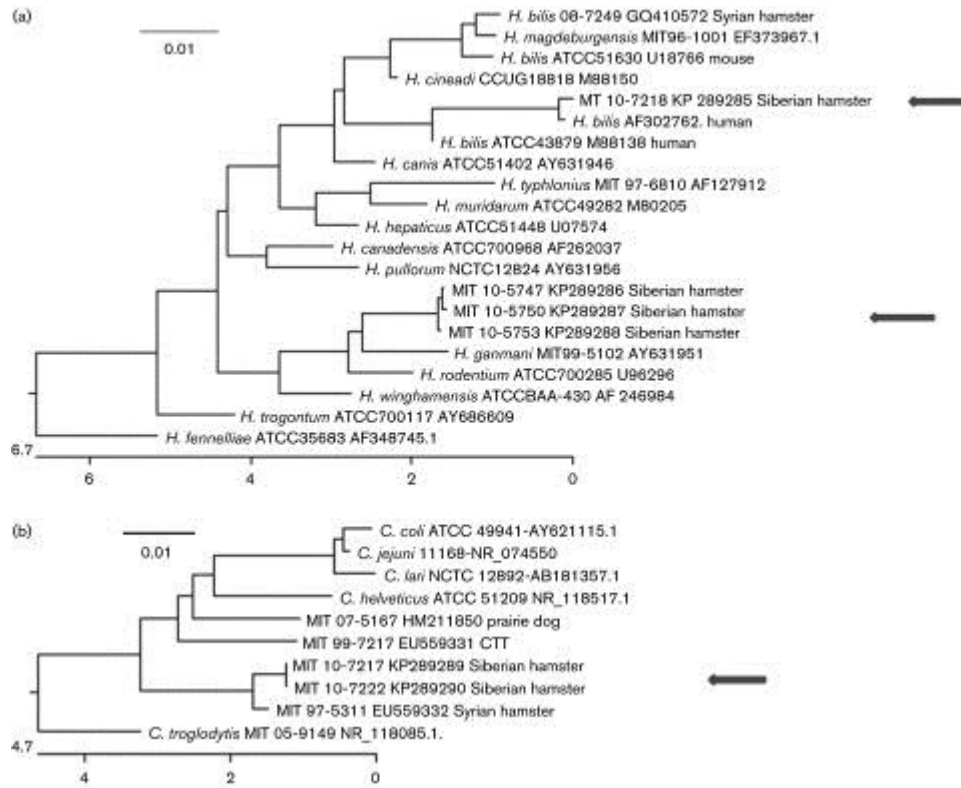 (a)
0.01
H. bilis 08-7249 GQ410572 Syrian hamster
H. magdeburgensis MIT96-1001 EF373967.1
H. bilis ATCC51630 U18766 mouse
H. cineadi CCUG18818 M88150
MT 10-7218 KP 289285 Siberian hamster
H. bilis AF302762. human
H. bilis ATCC43879 M88138 human
H. canis ATCC51402 AY631946
H. typhlonius MIT 97-6810 AF127912
H. muridarum ATCC49282 M80205
H. hepaticus ATCC51448 U07574
H. canadensis ATCC700968 AF262037
H. pullorum NCTC12824 AY631956
MIT 10-5747 KP289286 Siberian hamster
MIT 10-5750 KP289287 Siberian hamster
MIT 10-5753 KP289288 Siberian hamster
H. ganmani MIT99-5102 AY631951
H. rodentium ATCC700285 U96296
H. winghamensis ATCCBAA-430 AF 246984
H. trogontum ATCC700117 AY686609
H. fennelliae ATCC35683 AF348745.1
6.7
6 4 2 0
(b)
0.01
C. coli ATCC 49941-AY621115.1
C. jejuni 11168-NR_074550
C. lari NCTC 12892-AB181357.1
C. helveticus ATCC 51209 NR_118517.1
MIT 07-5167 HM211850 prairie dog
MIT 99-7217 EU559331 CTT
MIT 10-7217 KP289289 Siberian hamster
MIT 10-7222 KP289290 Siberian hamster
MIT 97-5311 EU559332 Syrian hamster
C. troglodytis MIT 05-9149 NR_118085.1.
4.7
4 2 0